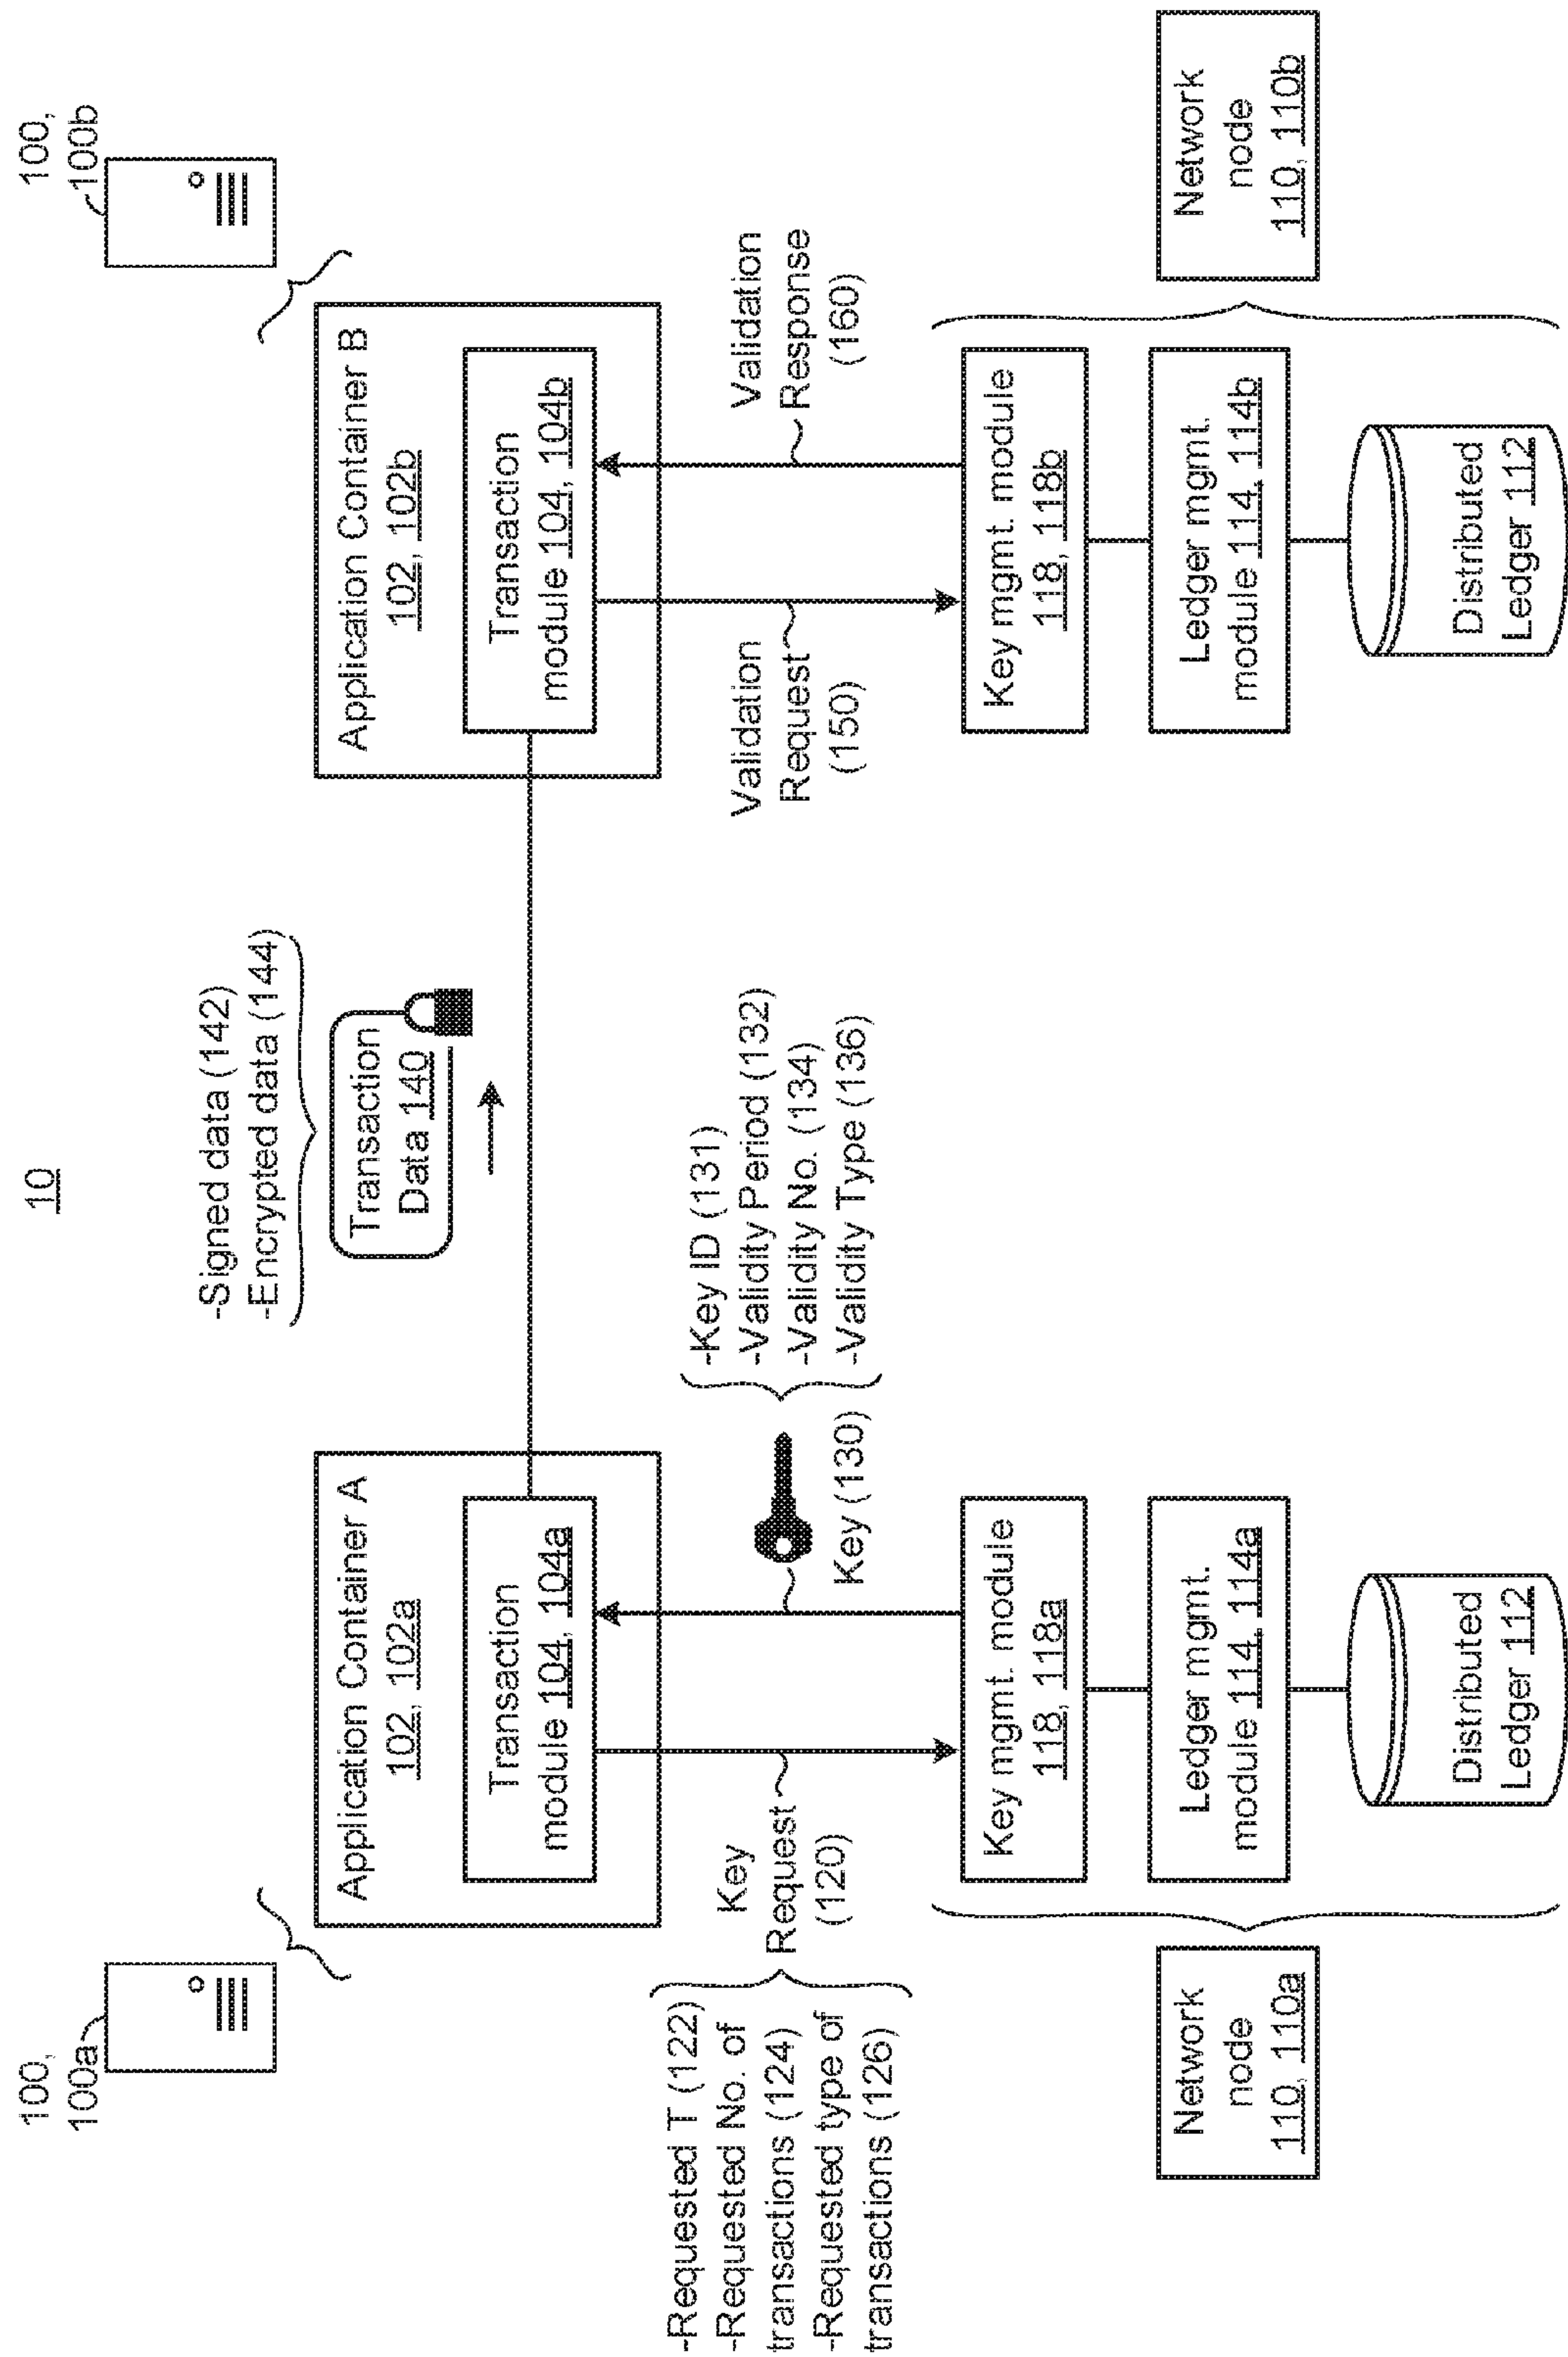 10
100,
100a
100,
100b
Application Container A
102, 102a
Transaction
module 104, 104a
-Signed data (142)
-Encrypted data (144)
Transaction
Data 140
Application Container B
102, 102b
Transaction
module 104, 104b
-Requested T (122)
-Requested No. of
transactions (124)
-Requested type of
transactions (126)
Key
Request
(120)
Key (130)
-Key ID (131)
-Validity Period (132)
-Validity No. (134)
-Validity Type (136)
Validation
Request
(150)
Validation
Response
(160)
Network
node
110, 110a
Key mgmt. module
118, 118a
Ledger mgmt.
module 114, 114a
Distributed
Ledger 112
Key mgmt. module
118, 118b
Ledger mgmt.
module 114, 114b
Distributed
Ledger 112
Network
node
110, 110b